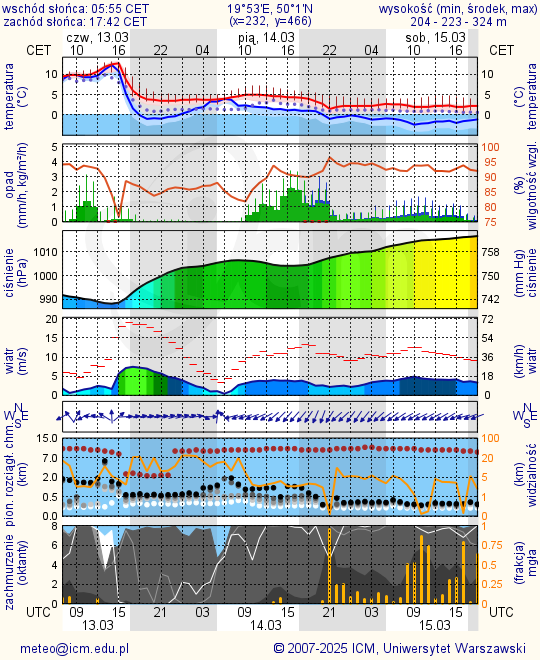 wschód słońca: 05:55 CET 19°53'E, 50°1'N wysokość (min, środek, max)
zachód słońca: 17:42 CET (x=232, y=466) 204 - 223 - 324 m
czw, 13.03 pią, 14.03 sob, 15.03
CET 10 16 22 04 10 16 22 04 10 16 CET
temperatura (°C) 10 5 0 10 5 0 temperatura (°C)
opad (mm/h, kg/m²/h) 5 4 3 2 1 0 100 95 90 85 80 75 (%) wilgotność wzgl.
ciśnienie (hPa) 1010 1000 990 758 750 742 (mm Hg) ciśnienie
wiatr (m/s) 20 15 10 5 0 72 54 36 18 0 (km/h) wiatr
N W E S N W E S
pion. rozciągł. chm. (km) 15.0 7.0 2.0 0.5 0.0 100 20 5 1 0 (km) widzialność
zachmurzenie (oktanty) 8 6 4 2 0 1 0.75 0.5 0.25 0 (frakcja) mgła
UTC 09 15 21 03 09 15 21 03 09 15 UTC
13.03 14.03 15.03
meteo@icm.edu.pl © 2007-2025 ICM, Uniwersytet Warszawski